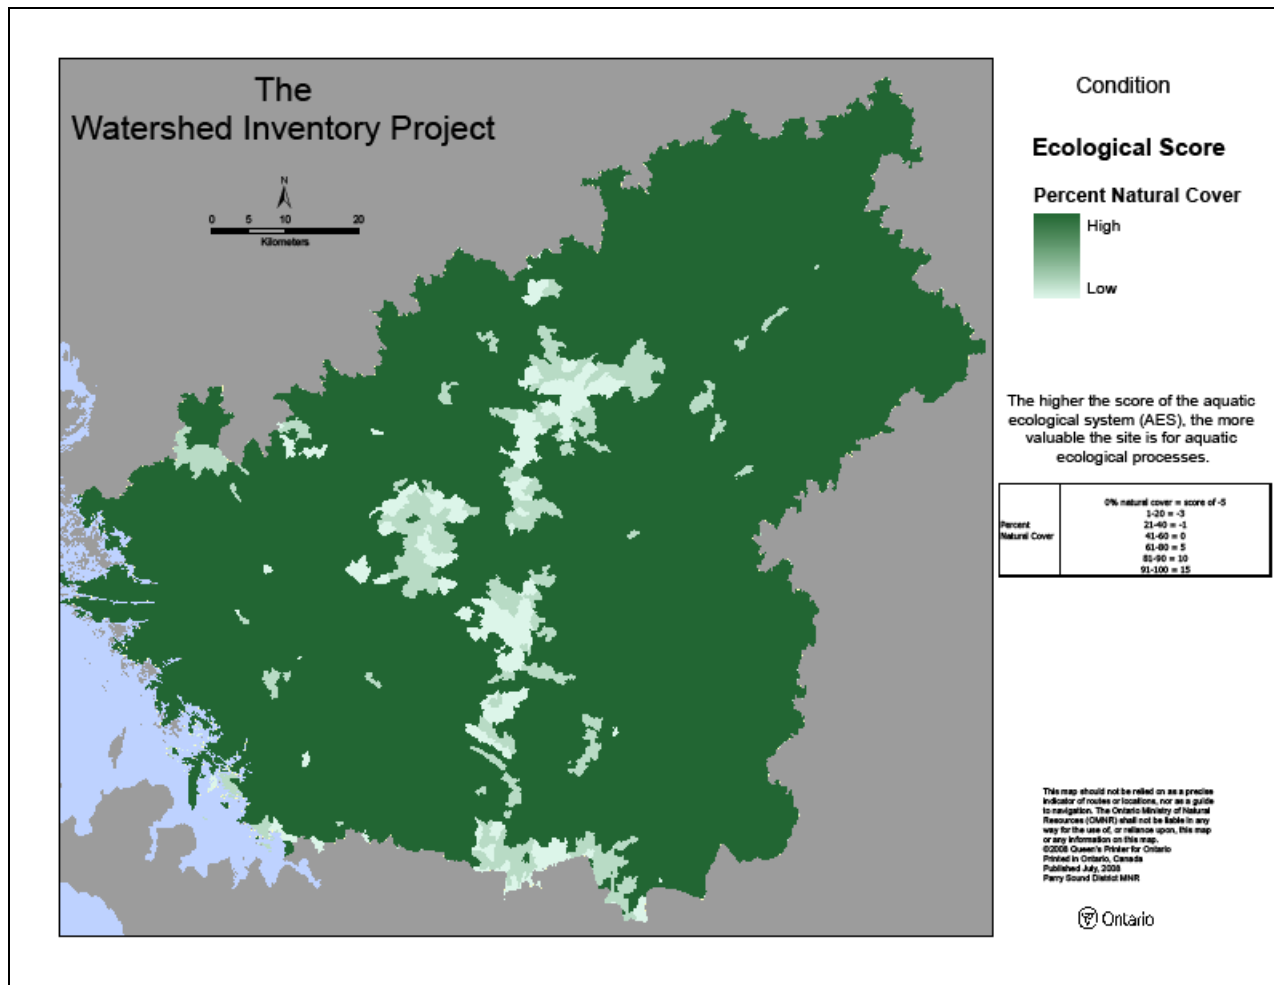 The
Watershed Inventory Project
N
0 5 10 20
Kilometers
Condition
Ecological Score
Percent Natural Cover
High
Low
The higher the score of the aquatic
ecological system (AES), the more
valuable the site is for aquatic
ecological processes.
Percent
Natural Cover
0% natural cover = score of -5
1-20 = -3
21-40 = -1
41-60 = 0
61-80 = 5
81-90 = 10
91-100 = 15
This map should not be relied on as a precise
indicator of routes or locations, nor as a guide
to navigation. The Ontario Ministry of Natural
Resources (OMNR) shall not be liable in any
way for the use of, or reliance upon, this map
or any information on this map.
©2008 Queen's Printer for Ontario
Printed in Ontario, Canada
Published July, 2008
Parry Sound District MNR
Ontario